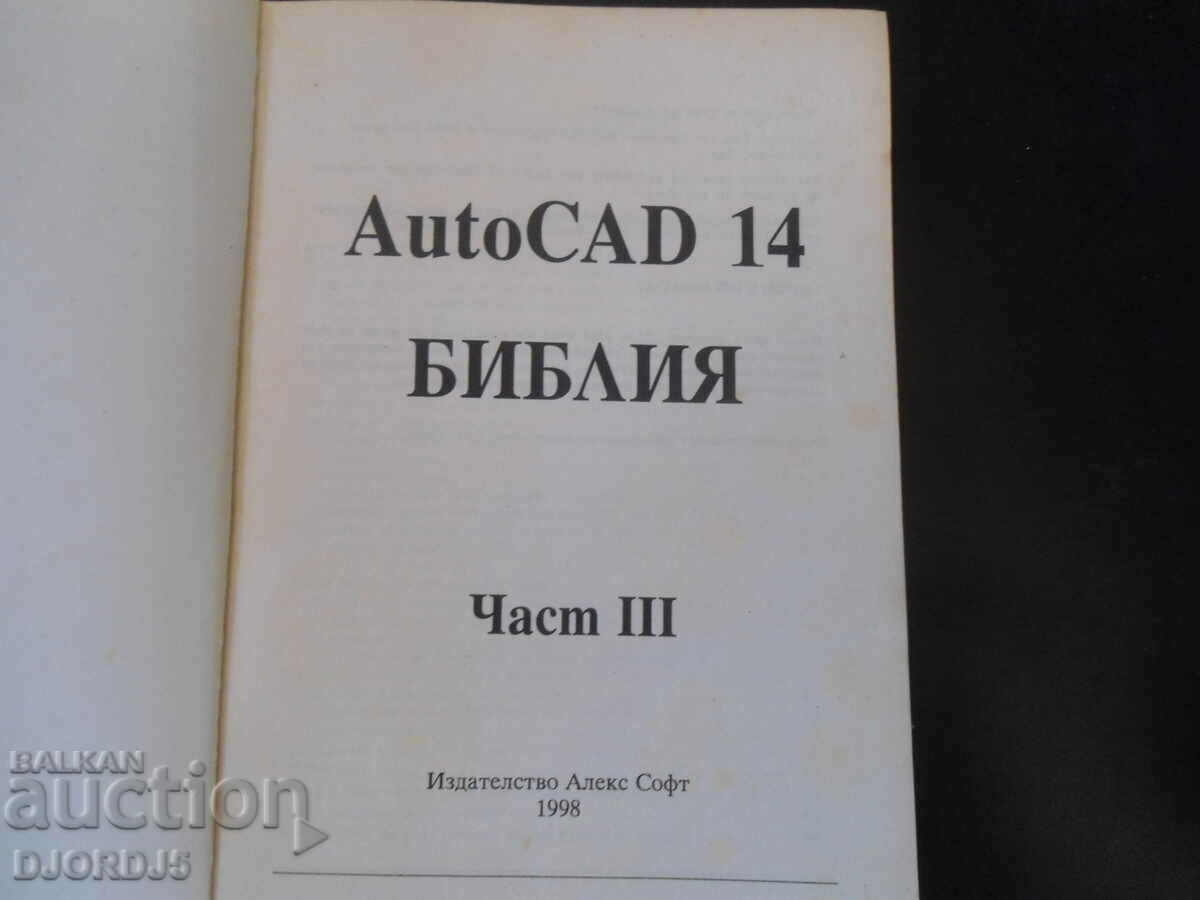 AutoCAD 14
БИБЛИЯ
Част III
Издателство Алекс Софт
1998
BALKAN
auction
DJORDJ5